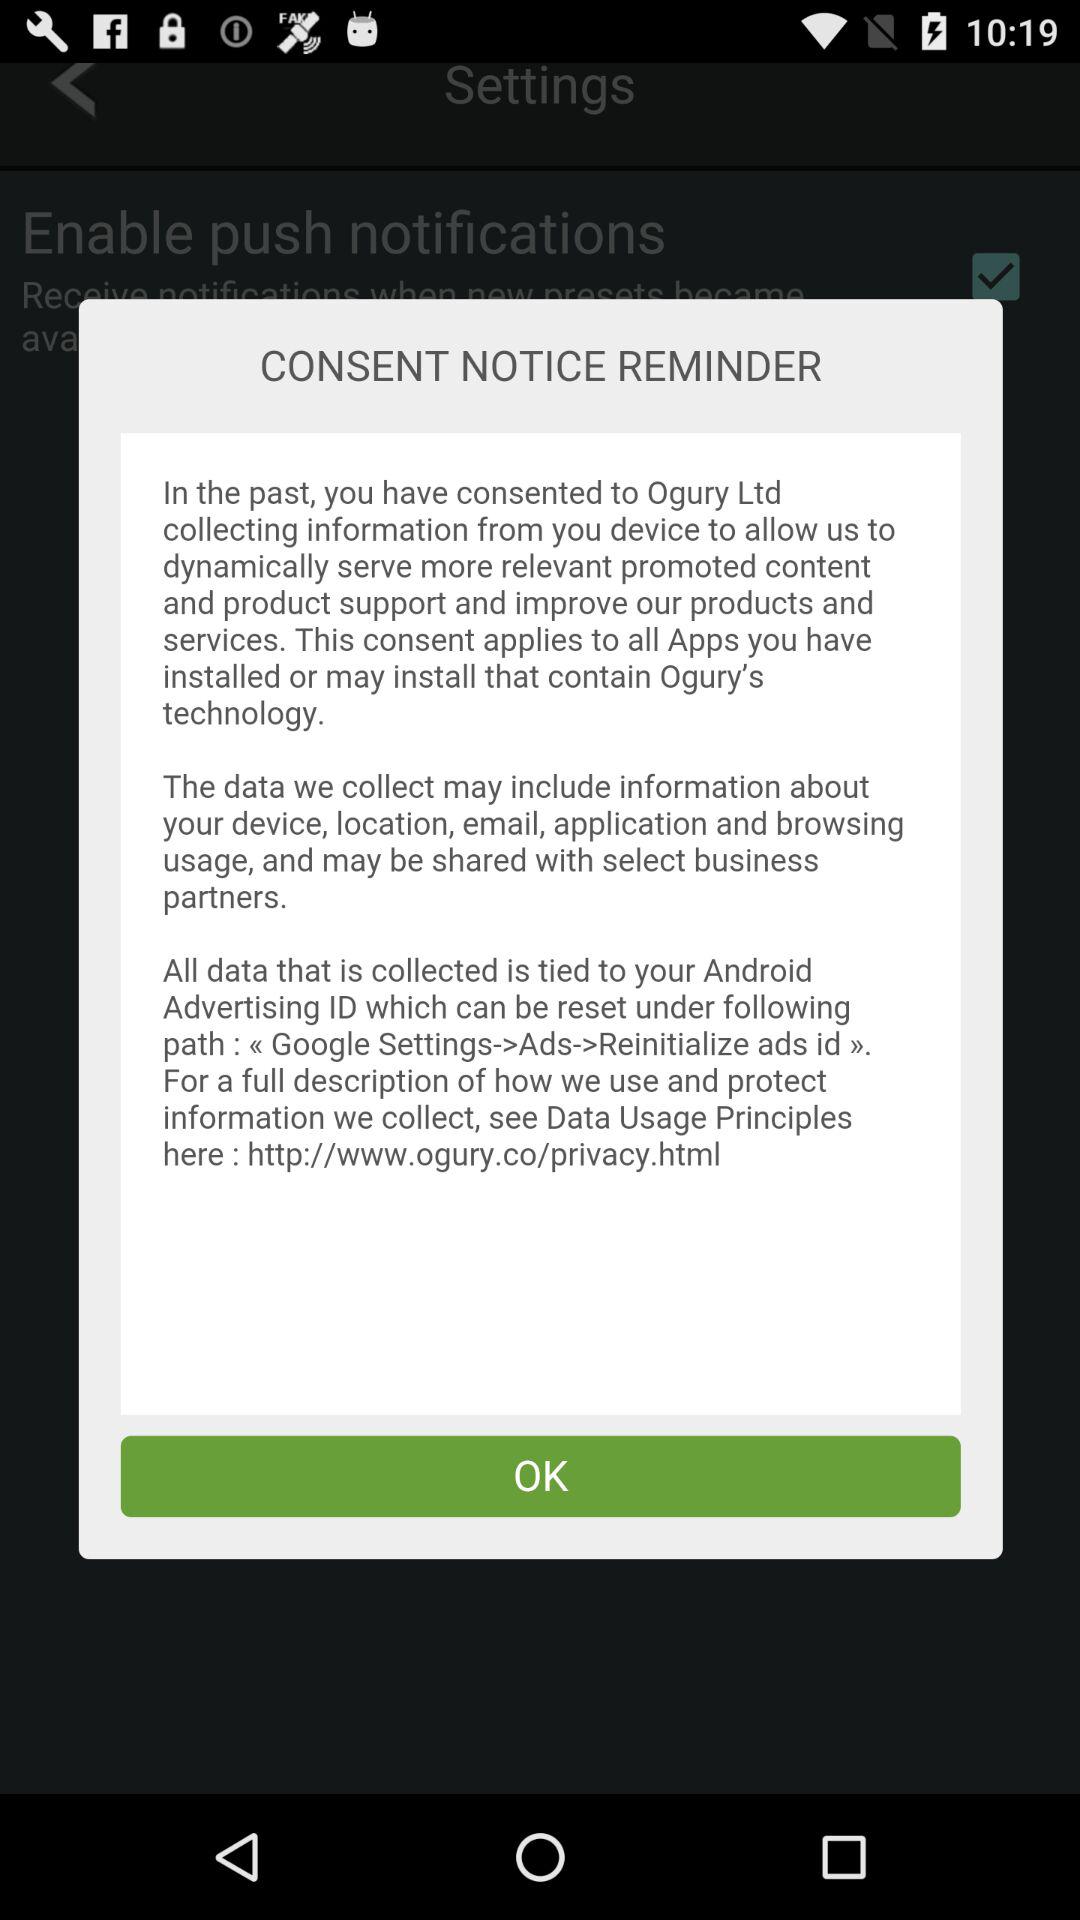 FAKE
10:19
Settings
Enable push notifications
Receive notifications when new presets became
ava
CONSENT NOTICE REMINDER
In the past, you have consented to Ogury Ltd
collecting information from you device to allow us to
dynamically serve more relevant promoted content
and product support and improve our products and
services. This consent applies to all Apps you have
installed or may install that contain Ogury’s
technology.
The data we collect may include information about
your device, location, email, application and browsing
usage, and may be shared with select business
partners.
All data that is collected is tied to your Android
Advertising ID which can be reset under following
path : « Google Settings->Ads->Reinitialize ads id ».
For a full description of how we use and protect
information we collect, see Data Usage Principles
here : http://www.ogury.co/privacy.html
OK